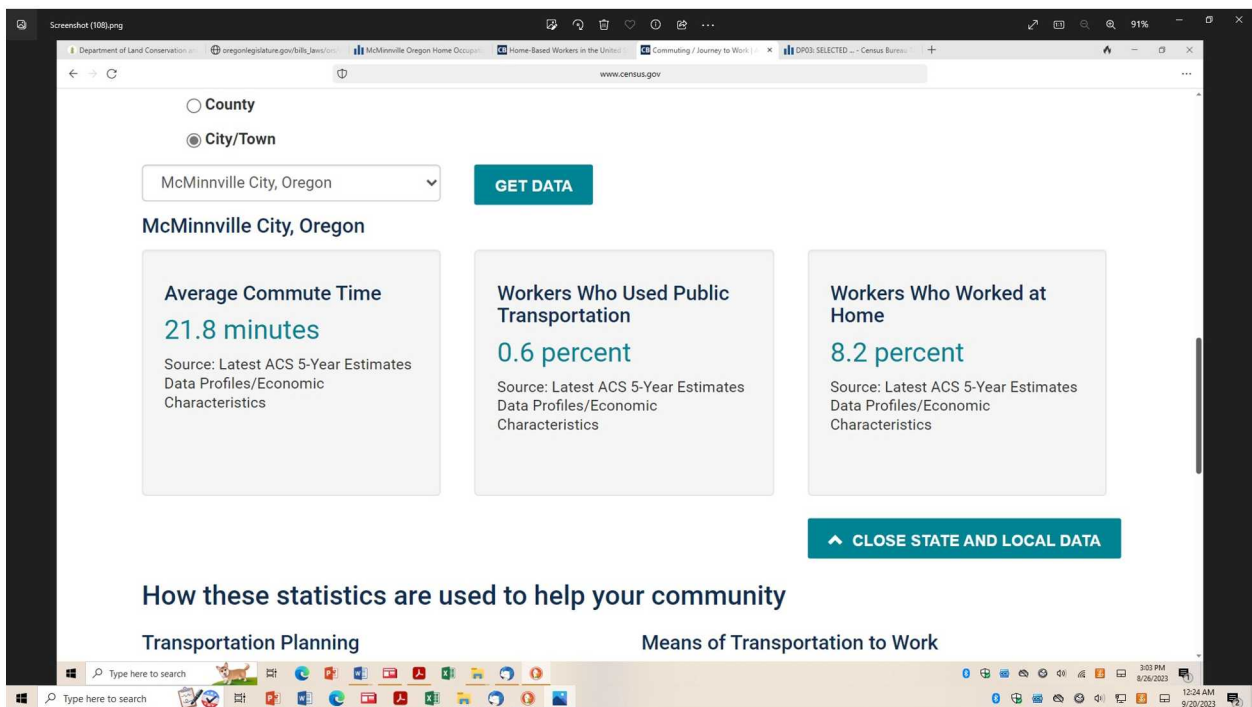 Screenshot (108).png
91%
Department of Land Conservation an
oregonlegislature.gov/bills_laws/ors/
McMinnville Oregon Home Occupat
CB Home-Based Workers in the United
CB Commuting / Journey to Work | A
DP03: SELECTED ... - Census Bureau
www.census.gov
County
City/Town
McMinnville City, Oregon
GET DATA
McMinnville City, Oregon
Average Commute Time
21.8 minutes
Source: Latest ACS 5-Year Estimates
Data Profiles/Economic
Characteristics
Workers Who Used Public
Transportation
0.6 percent
Source: Latest ACS 5-Year Estimates
Data Profiles/Economic
Characteristics
Workers Who Worked at
Home
8.2 percent
Source: Latest ACS 5-Year Estimates
Data Profiles/Economic
Characteristics
CLOSE STATE AND LOCAL DATA
How these statistics are used to help your community
Transportation Planning
Means of Transportation to Work
Type here to search
3:03 PM
8/26/2023
Type here to search
12:24 AM
9/20/2023